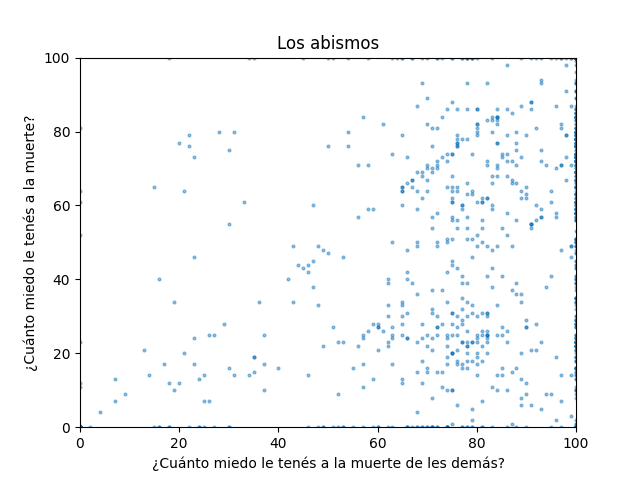 Los abismos
100
80
60
40
20
0
¿Cuánto miedo le tenés a la muerte?
0 20 40 60 80 100
¿Cuánto miedo le tenés a la muerte de les demás?